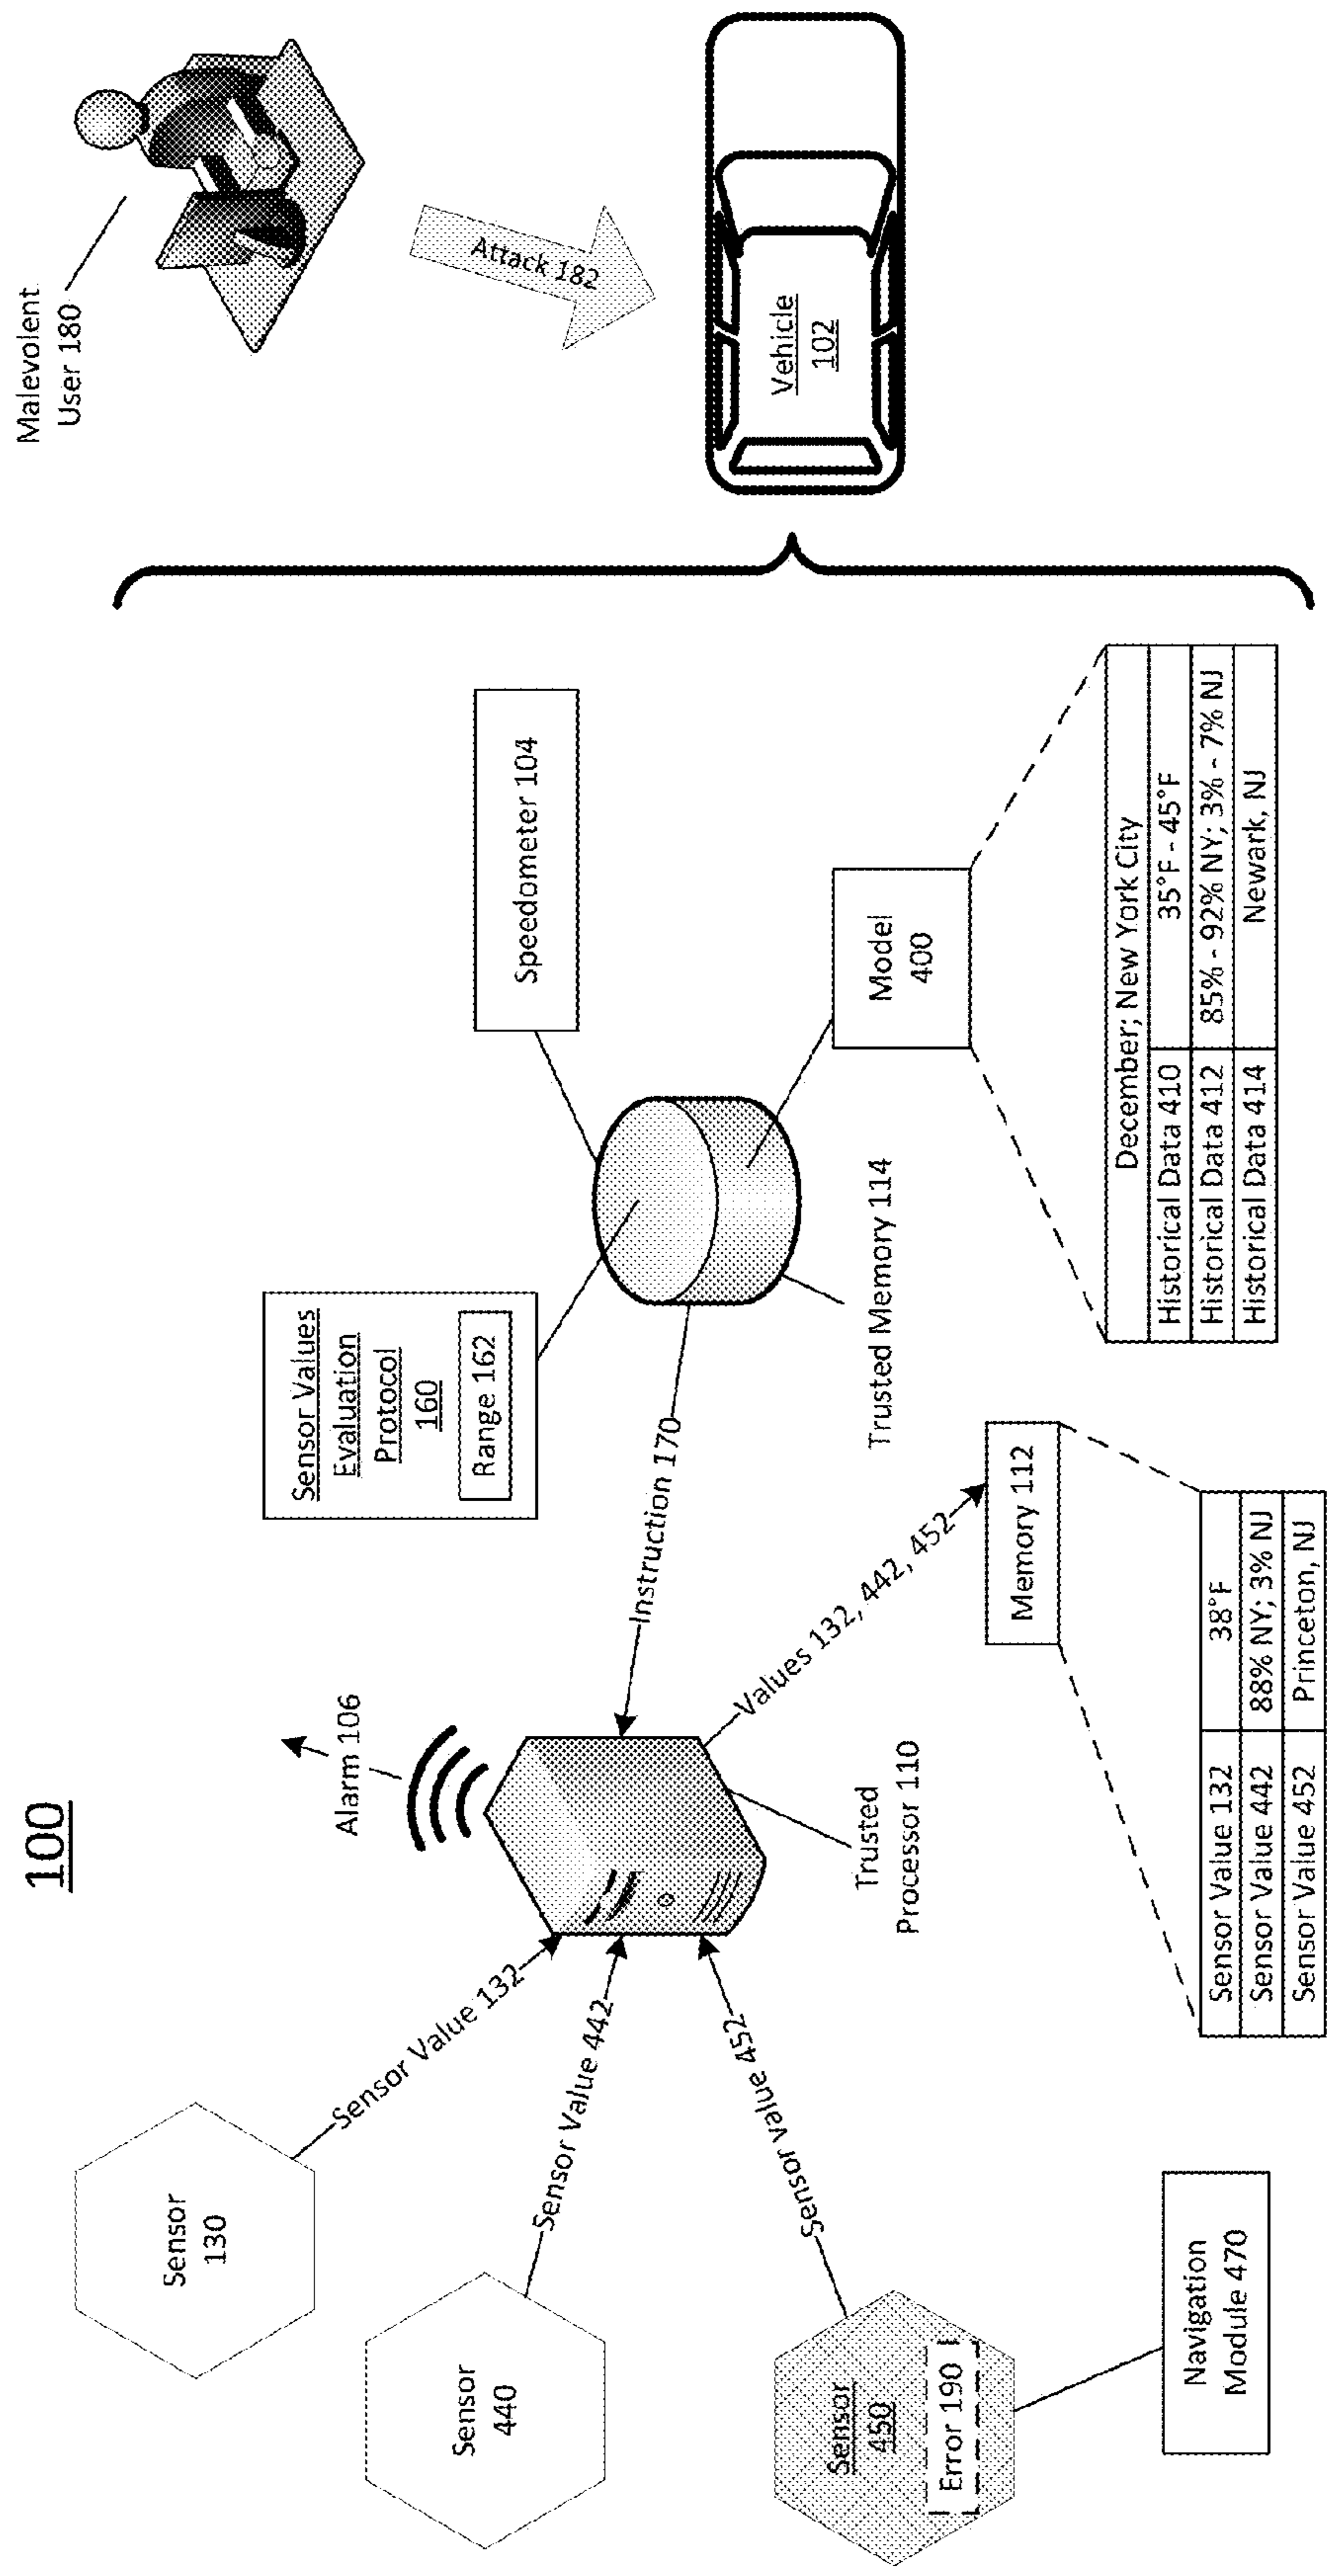 100
Sensor
130
Sensor
440
Sensor
450
Error 190
Navigation
Module 470
Sensor Value 132
Sensor Value 442
Sensor value 452
Alarm 106
Trusted
Processor 110
Instruction 170
Values 132, 442, 452
Memory 112
Sensor Value 132 38°F
Sensor Value 442 88% NY; 3% NJ
Sensor Value 452 Princeton, NJ
Sensor Values
Evaluation
Protocol
160
Range 162
Trusted Memory 114
Speedometer 104
Model
400
December; New York City
Historical Data 410 35°F - 45°F
Historical Data 412 85% - 92% NY; 3% - 7% NJ
Historical Data 414 Newark, NJ
Malevolent
User 180
Attack 182
Vehicle
102